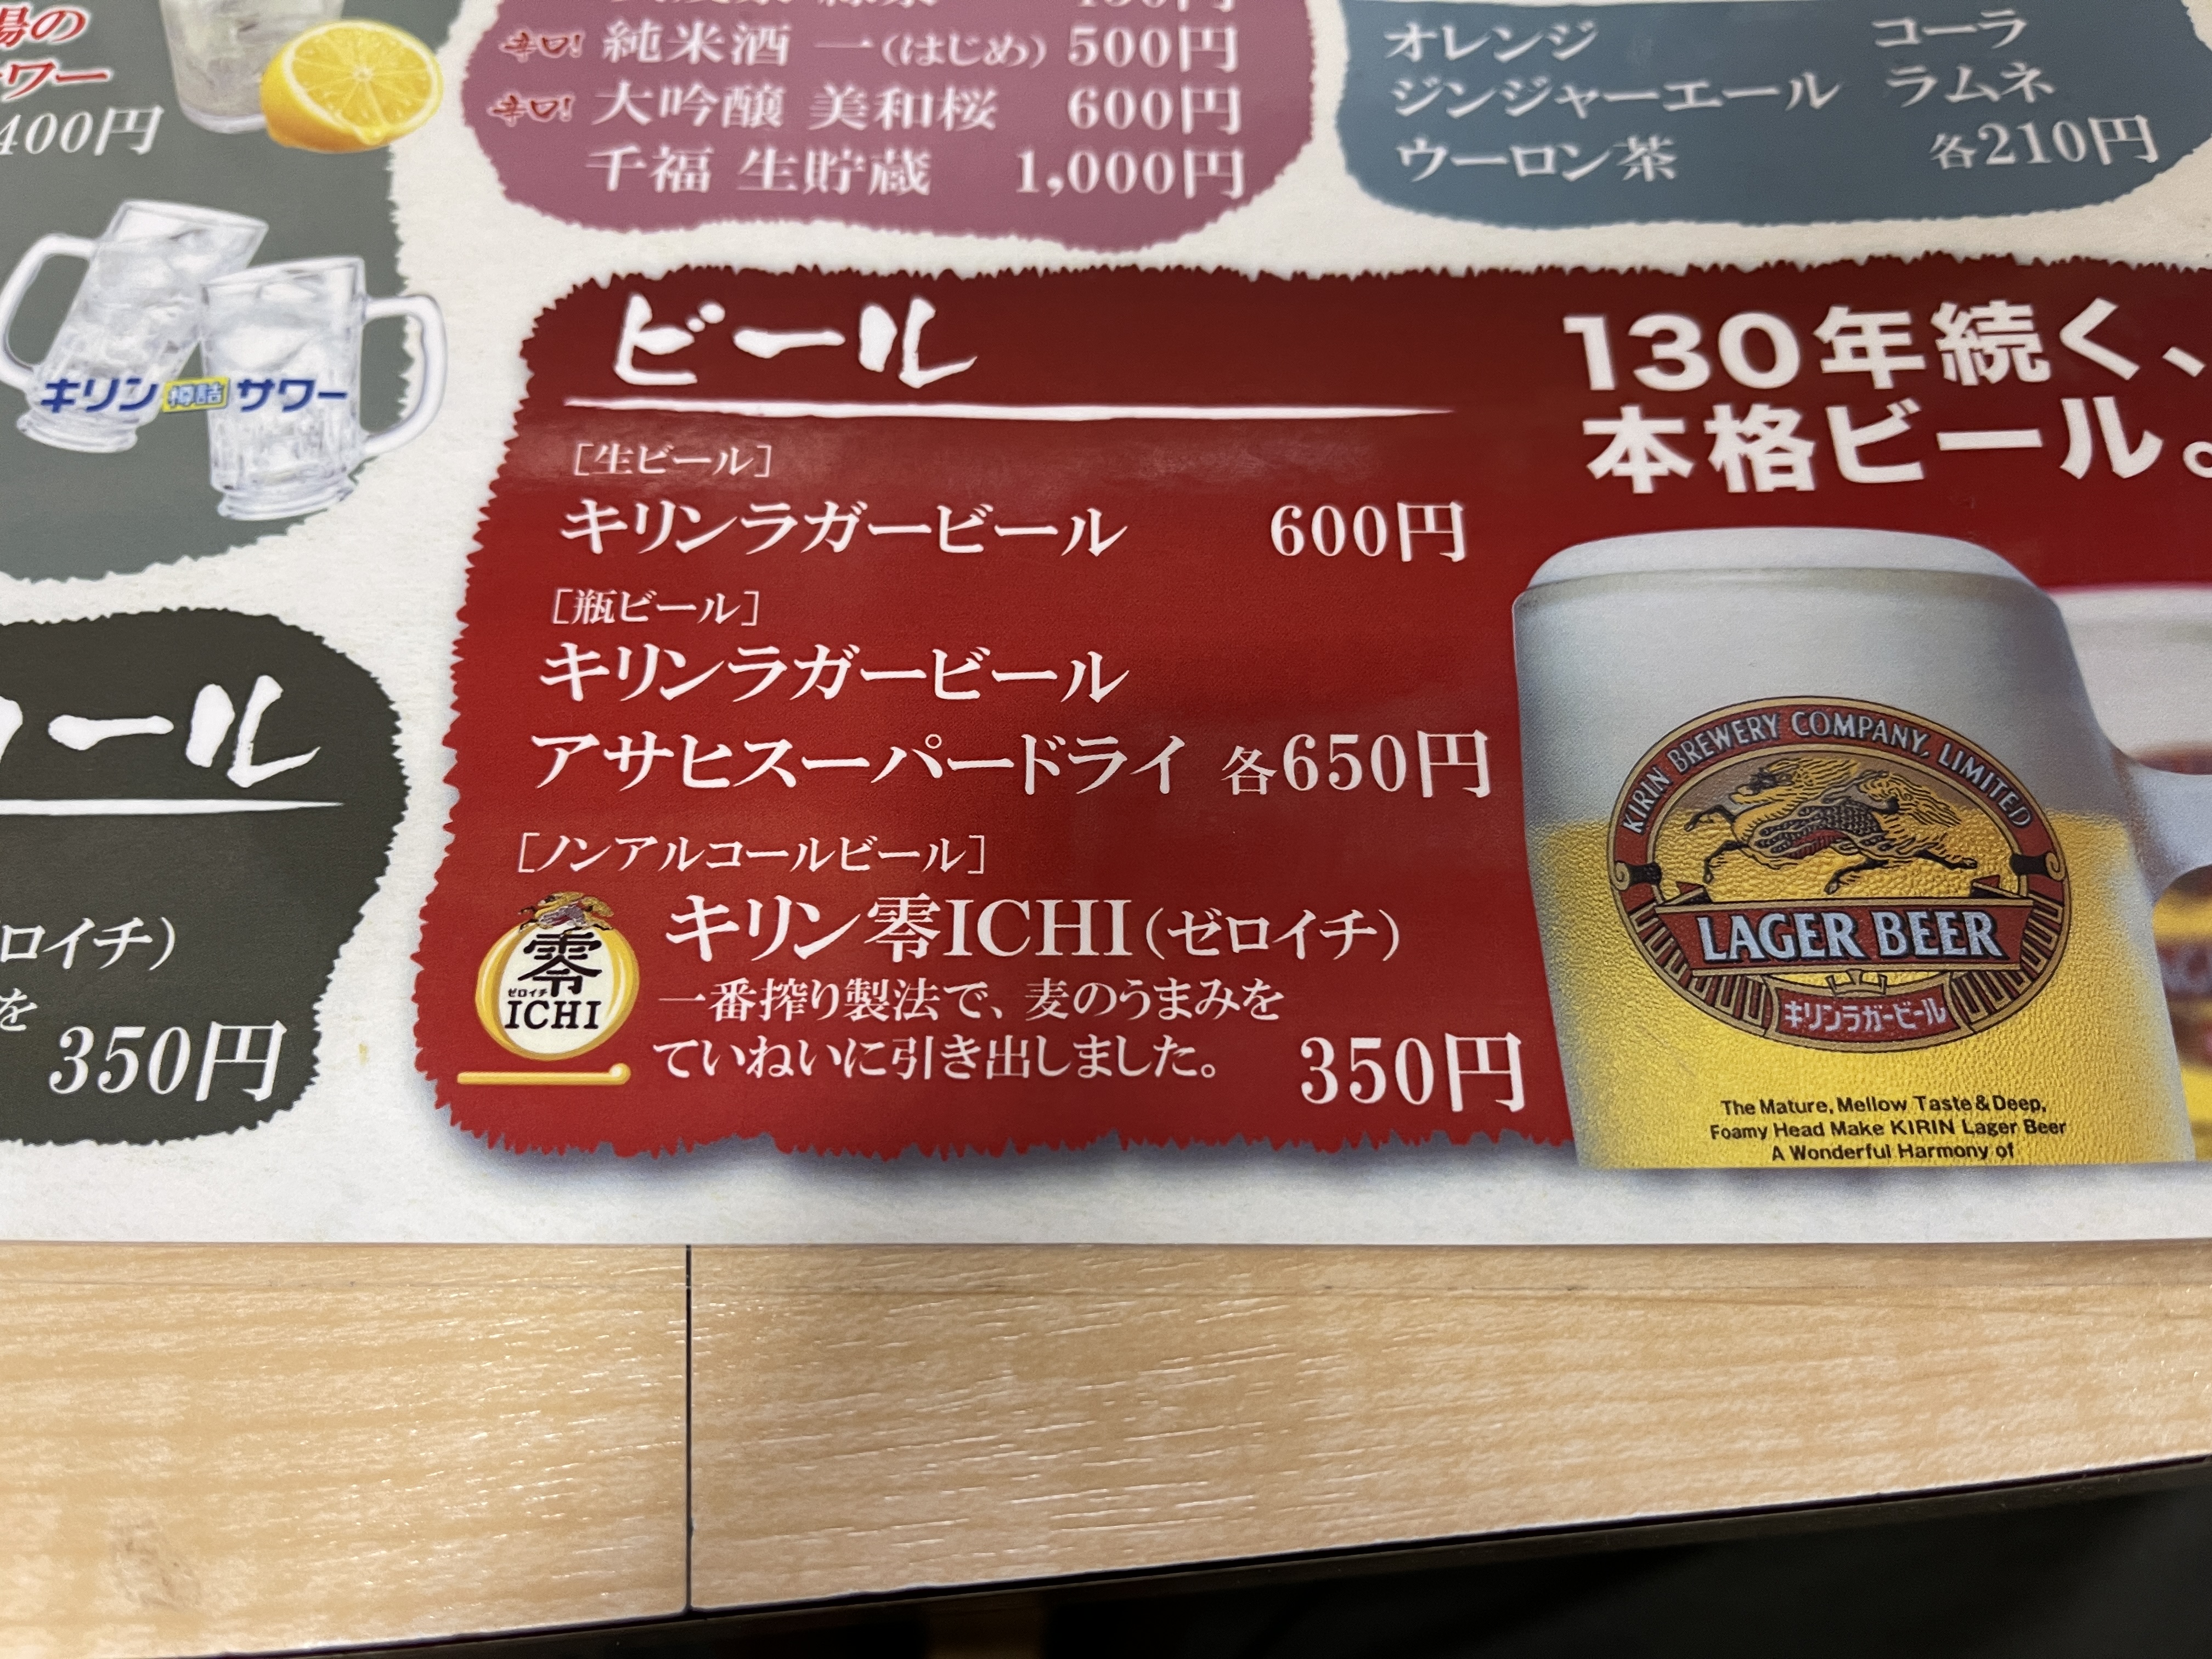 場の
ワー
400円
キリン 樽詰 サワー
辛口! 純米酒 一(はじめ) 500円
辛口! 大吟醸 美和桜 600円
千福 生貯蔵 1,000円
オレンジ コーラ
ジンジャーエール ラムネ
ウーロン茶 各210円
コール
ロイチ)
を
350円
ビール
[生ビール]
キリンラガービール 600円
[瓶ビール]
キリンラガービール
アサヒスーパードライ 各650円
[ノンアルコールビール]
零
ゼロイチ
ICHI
キリン零ICHI(ゼロイチ)
一番搾り製法で、麦のうまみを
ていねいに引き出しました。 350円
130年続く、
本格ビール。
KIRIN BREWERY COMPANY, LIMITED
LAGER BEER
キリンラガービール
The Mature, Mellow Taste & Deep,
Foamy Head Make KIRIN Lager Beer
A Wonderful Harmony of